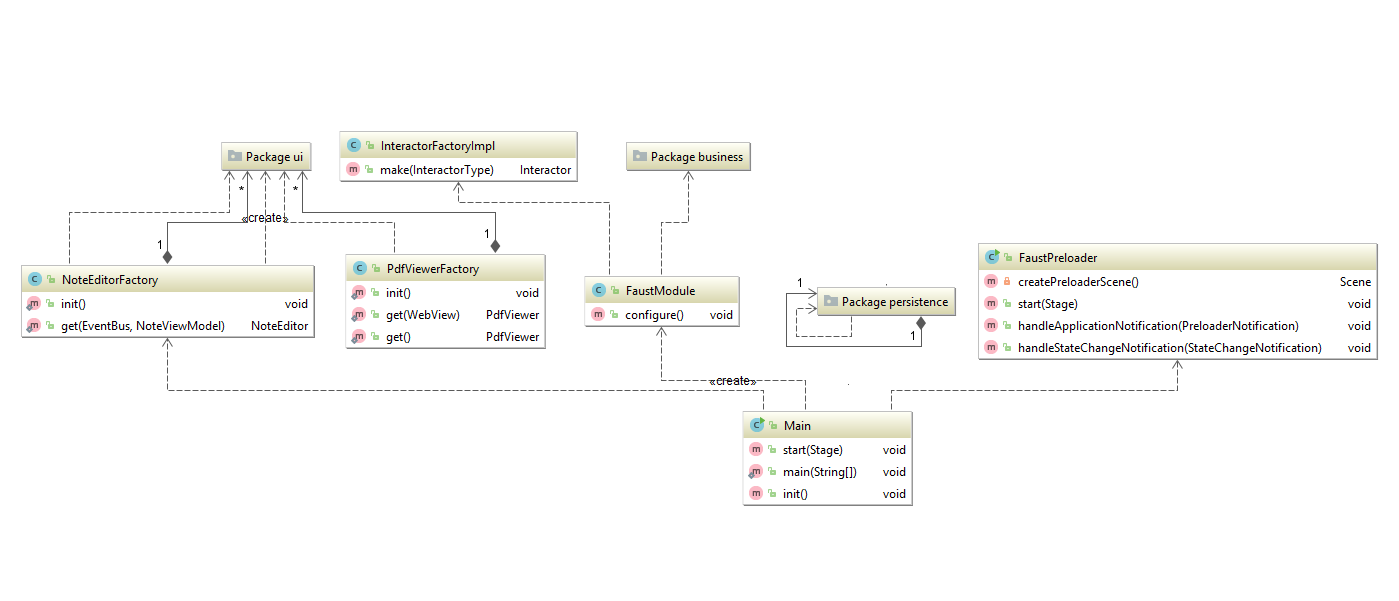 Package ui
InteractorFactoryImpl
make(InteractorType) Interactor
Package business
*
*
«create»
1
1
NoteEditorFactory
init() void
get(EventBus, NoteViewModel) NoteEditor
PdfViewerFactory
init() void
get(WebView) PdfViewer
get() PdfViewer
FaustModule
configure() void
1
Package persistence
1
FaustPreloader
createPreloaderScene() Scene
start(Stage) void
handleApplicationNotification(PreloaderNotification) void
handleStateChangeNotification(StateChangeNotification) void
«create»
Main
start(Stage) void
main(String[]) void
init() void